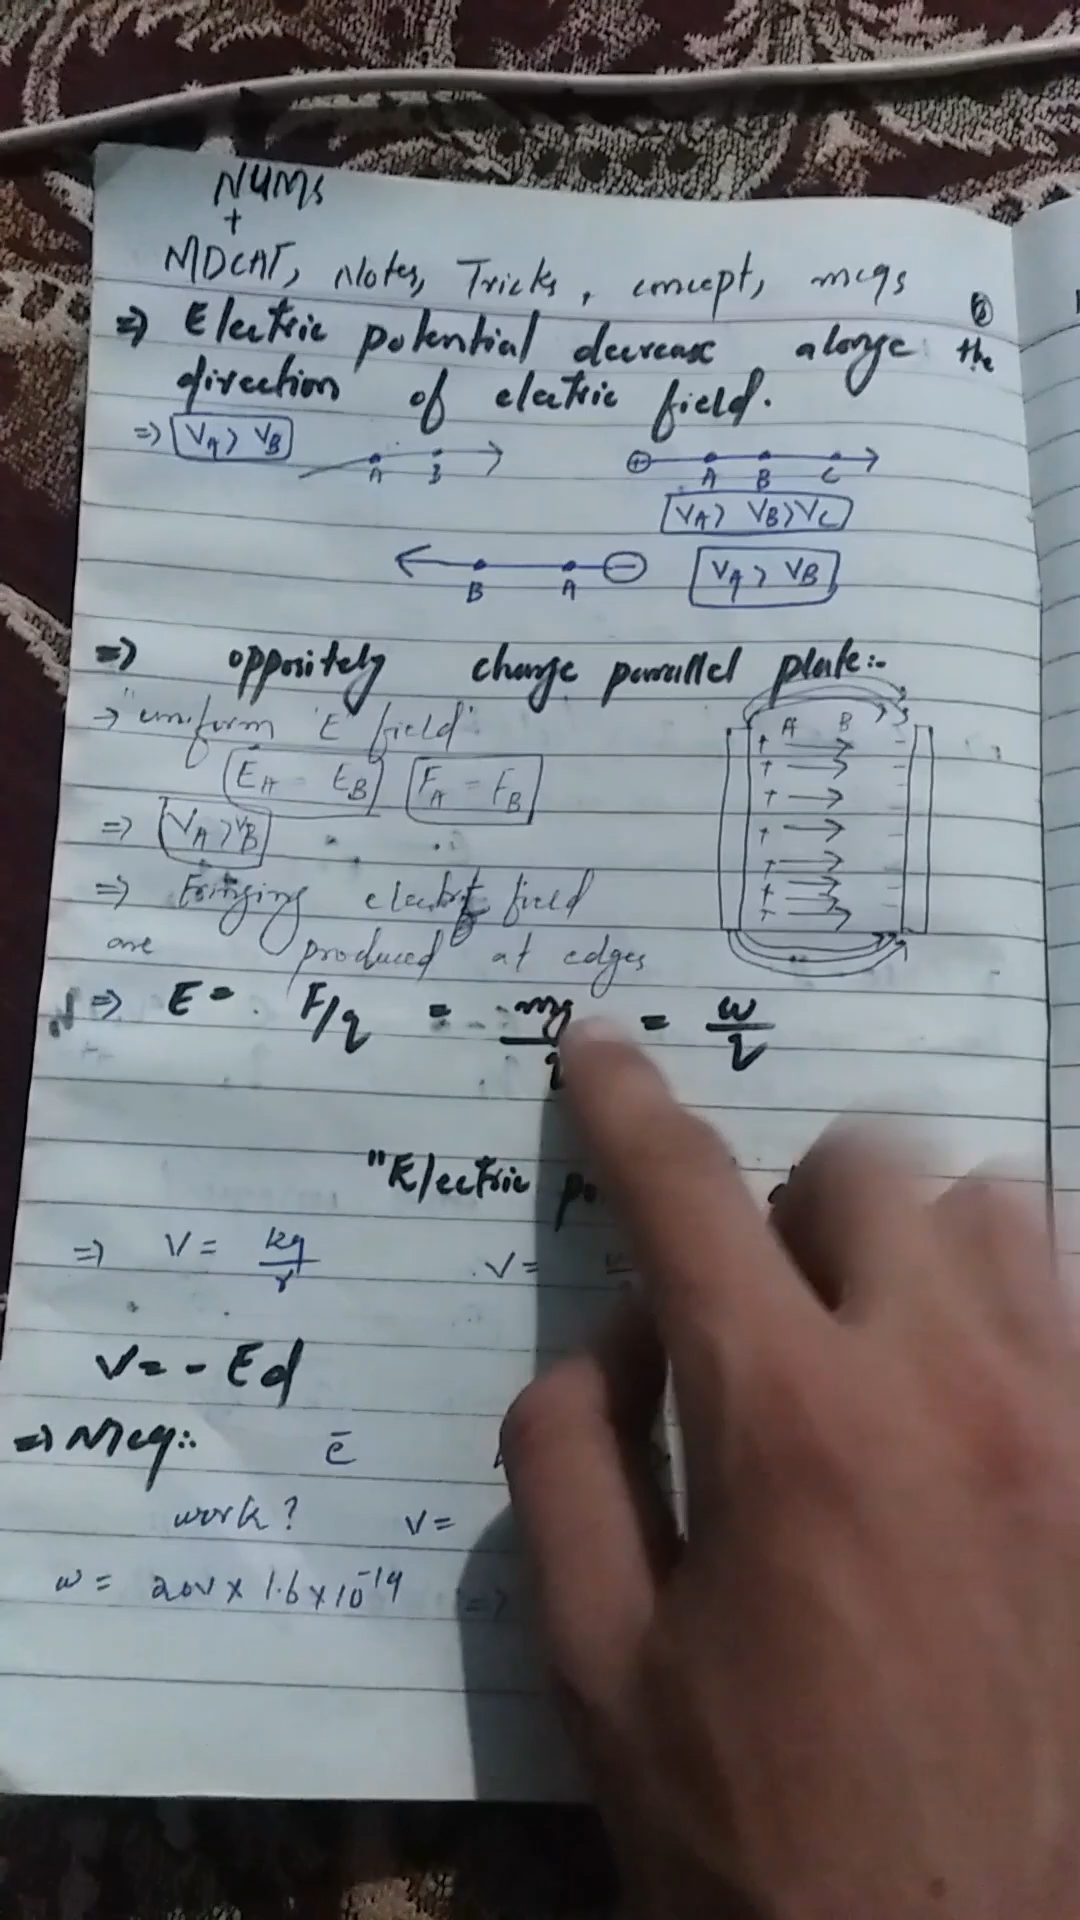 NUMS
+
MDCAT, Notes, Tricks, concept, mcqs
⇒ Electric potential decrease alonge the
direction of electric field.
⇒ VA > VB
A B
⊕ A B C
VA > VB > VC
B A ⊖
VA > VB
⇒ oppositely charge parallel plate:-
→ "uniform 'E' field"
EA = EB FA = FB
A B
⇒ VA > VB
⇒ Fringing electric field
are produced at edges
⇒ E = F/q = mg/q = w/q
"Electric
⇒ V = kq/r V =
V = - Ed
⇒ Mcq:- e⁻
work? V =
w = 20V × 1.6 × 10⁻¹⁹ ⇒